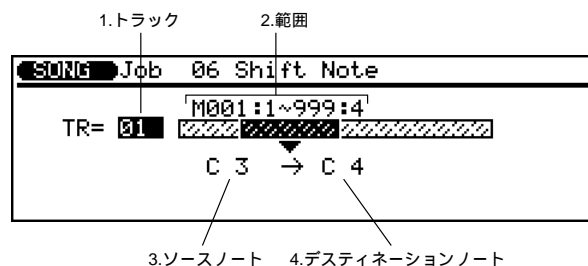 1.トラック 2.範囲
SONG Job 06 Shift Note
M001:1~999:4
TR= 01
C 3 → C 4
3.ソースノート 4.デスティネーションノート